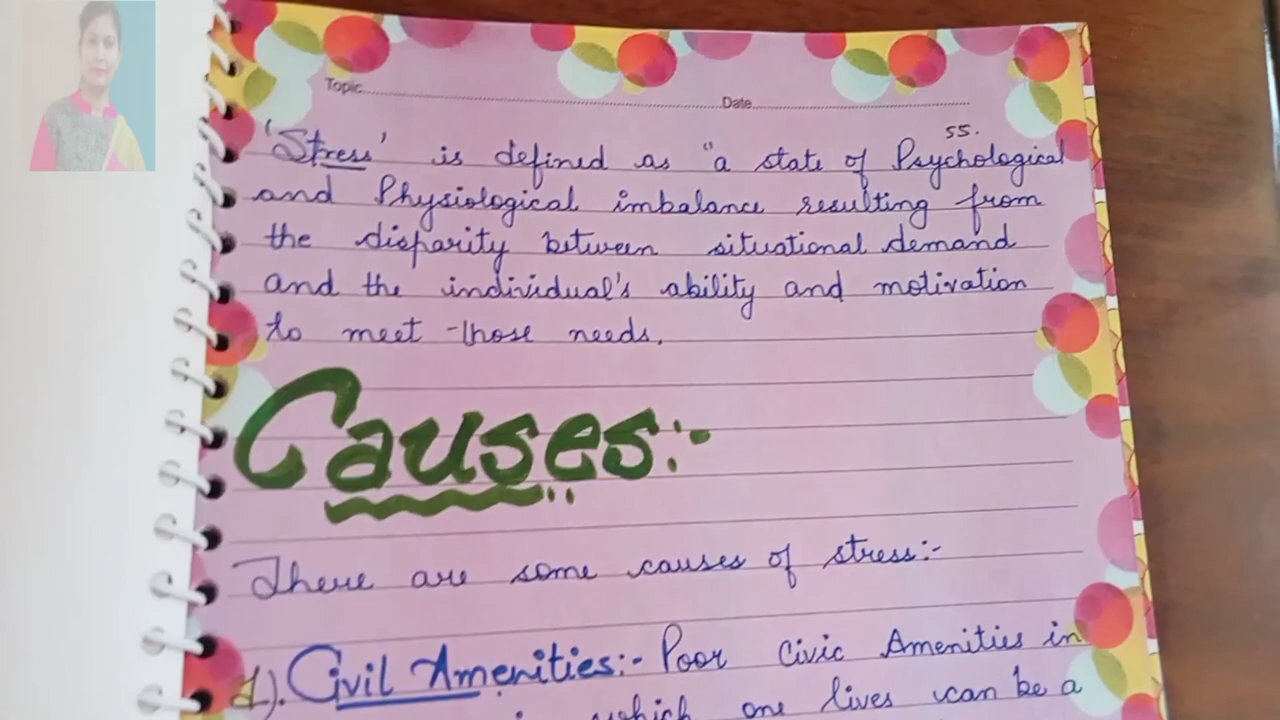 Topic
Date
55.
'Stress' is defined as "a state of Psychological
and Physiological imbalance resulting from
the disparity between situational demand
and the individual's ability and motivation
to meet those needs.
Causes:-
There are some causes of stress:-
1). Civil Amenities:- Poor Civic Amenities in
which one lives can be a